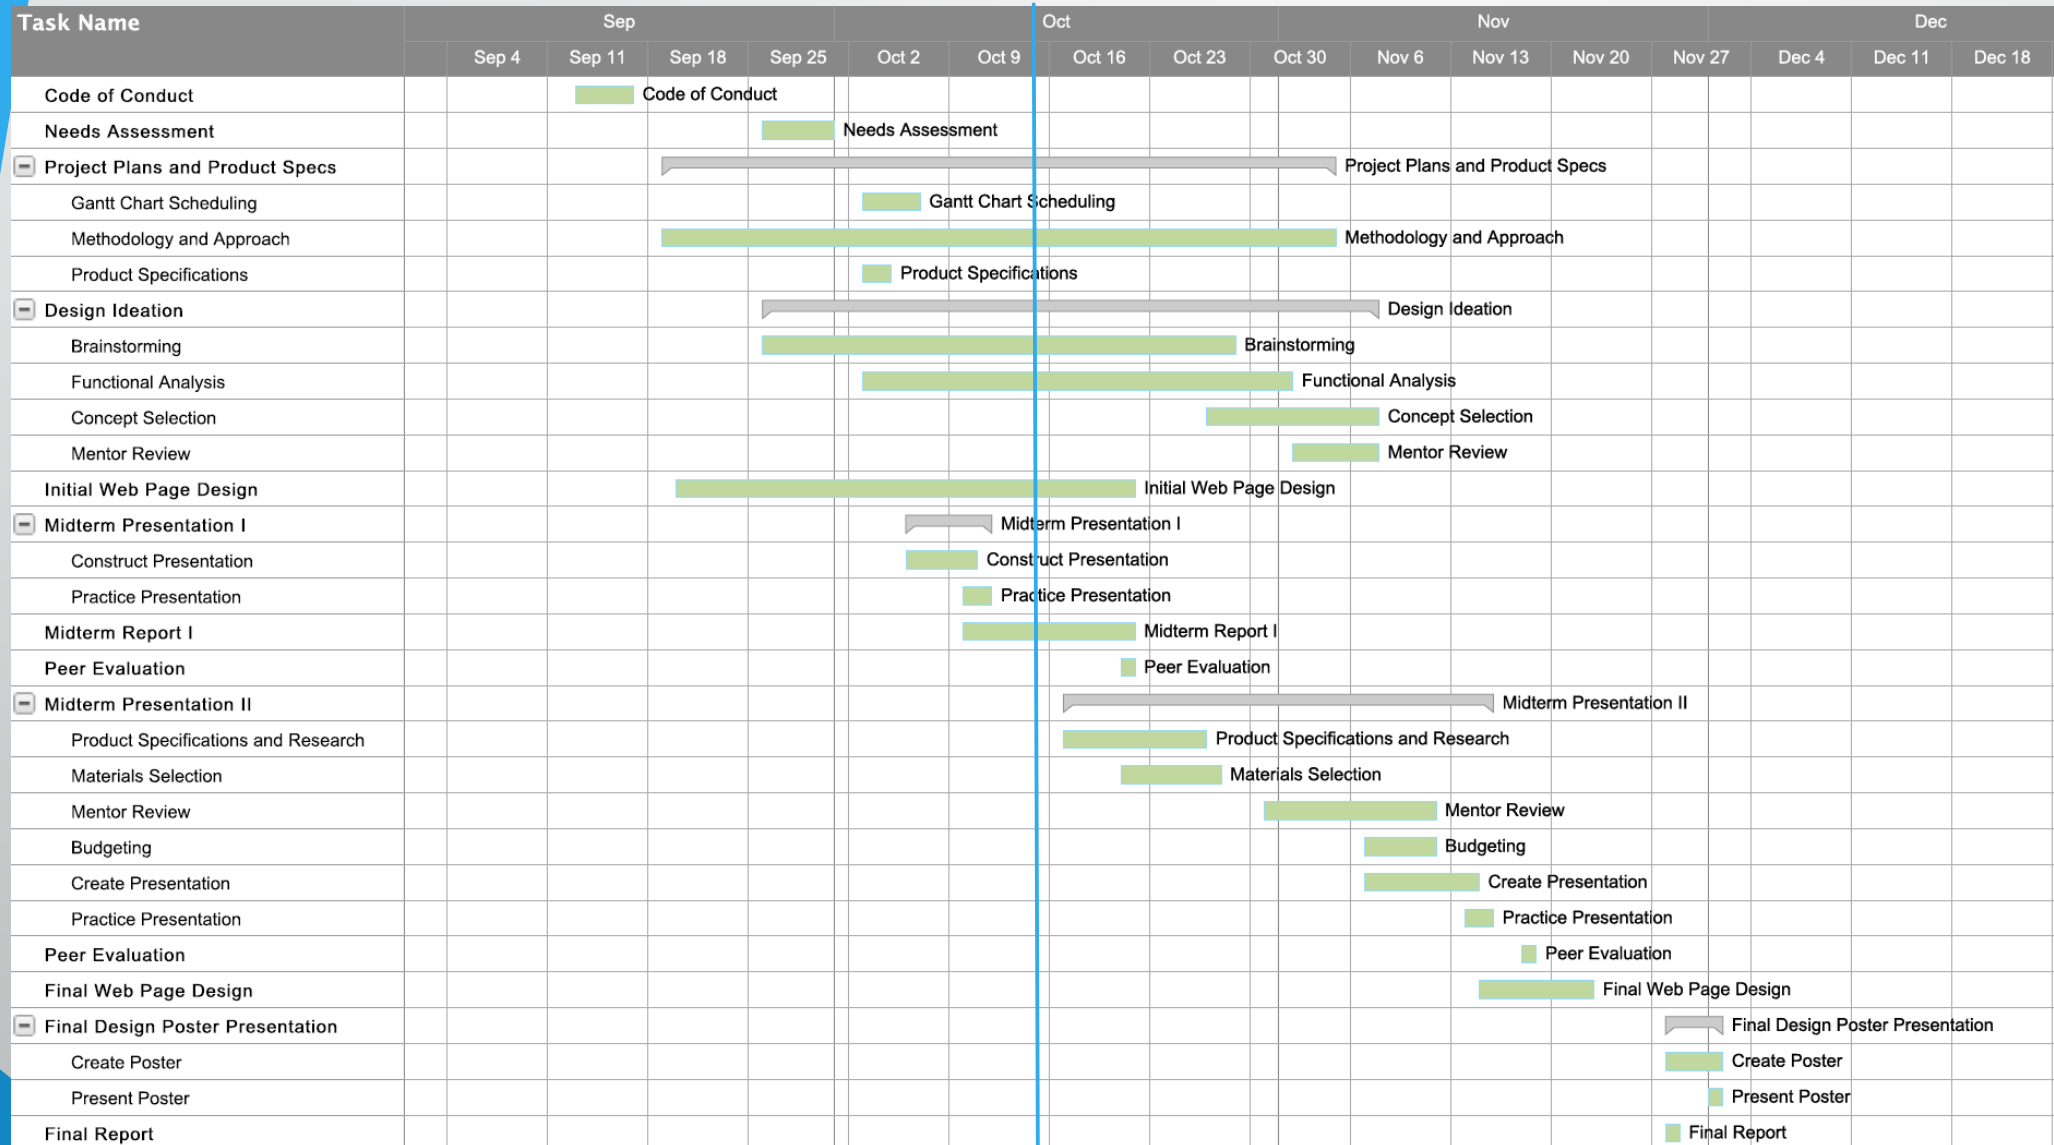 Task Name Sep Oct Nov Dec
Sep 4 Sep 11 Sep 18 Sep 25 Oct 2 Oct 9 Oct 16 Oct 23 Oct 30 Nov 6 Nov 13 Nov 20 Nov 27 Dec 4 Dec 11 Dec 18
Code of Conduct Code of Conduct
Needs Assessment Needs Assessment
Project Plans and Product Specs Project Plans and Product Specs
Gantt Chart Scheduling Gantt Chart Scheduling
Methodology and Approach Methodology and Approach
Product Specifications Product Specifications
Design Ideation Design Ideation
Brainstorming Brainstorming
Functional Analysis Functional Analysis
Concept Selection Concept Selection
Mentor Review Mentor Review
Initial Web Page Design Initial Web Page Design
Midterm Presentation I Midterm Presentation I
Construct Presentation Construct Presentation
Practice Presentation Practice Presentation
Midterm Report I Midterm Report I
Peer Evaluation Peer Evaluation
Midterm Presentation II Midterm Presentation II
Product Specifications and Research Product Specifications and Research
Materials Selection Materials Selection
Mentor Review Mentor Review
Budgeting Budgeting
Create Presentation Create Presentation
Practice Presentation Practice Presentation
Peer Evaluation Peer Evaluation
Final Web Page Design Final Web Page Design
Final Design Poster Presentation Final Design Poster Presentation
Create Poster Create Poster
Present Poster Present Poster
Final Report Final Report